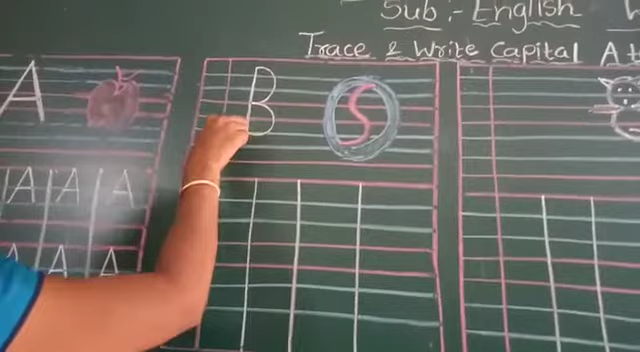 Sub :- English
Trace & Write Capital A
A
B
A A A
A A A